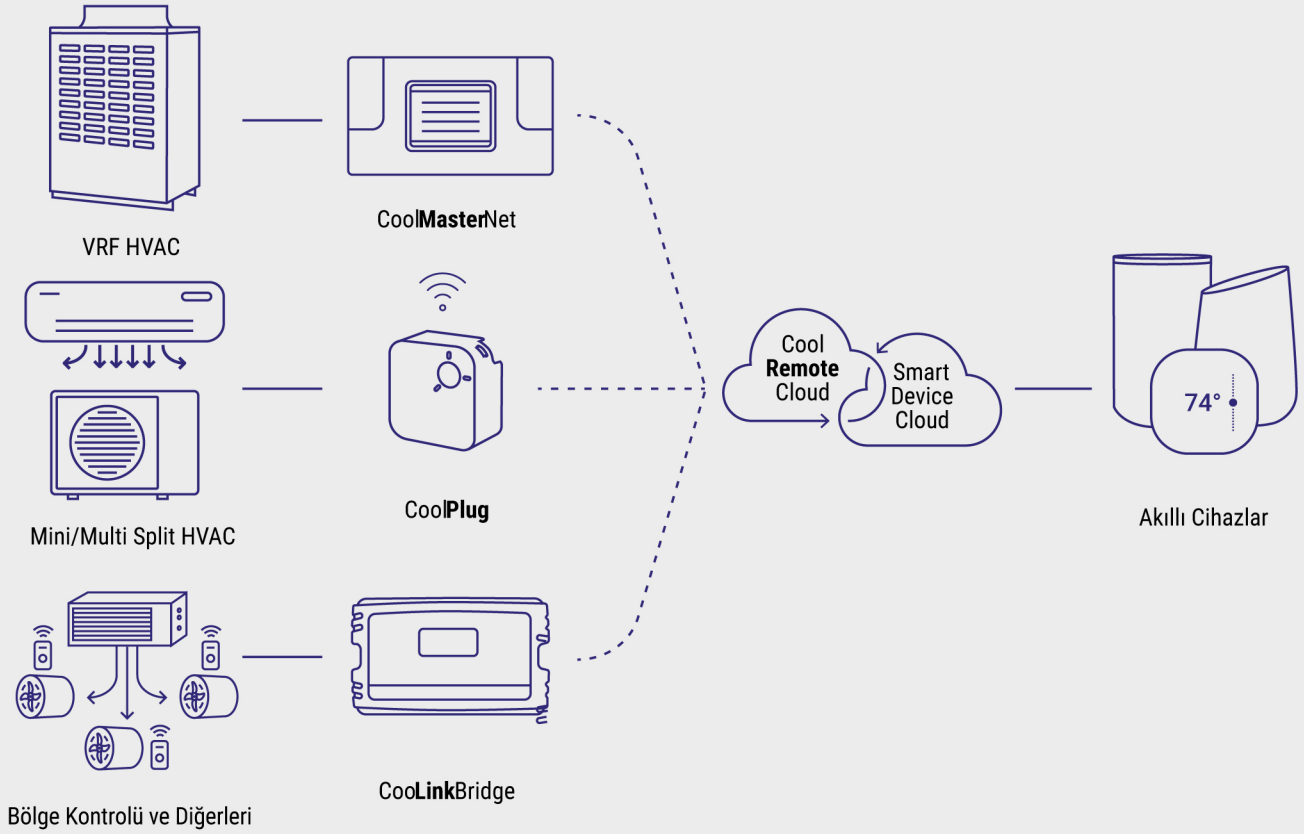 VRF HVAC
CoolMasterNet
Mini/Multi Split HVAC
CoolPlug
Cool
Remote
Cloud
Smart
Device
Cloud
74°
Akıllı Cihazlar
Bölge Kontrolü ve Diğerleri
CooLinkBridge